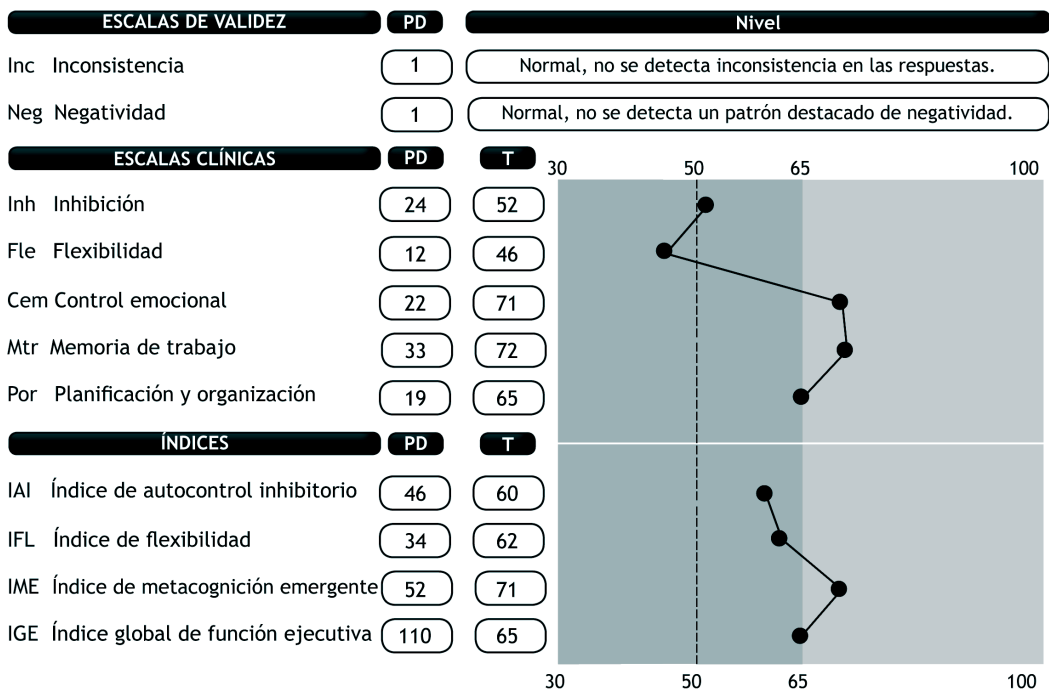 ESCALAS DE VALIDEZ PD Nivel
Inc Inconsistencia 1 Normal, no se detecta inconsistencia en las respuestas.
Neg Negatividad 1 Normal, no se detecta un patrón destacado de negatividad.
ESCALAS CLÍNICAS PD T 30 50 65 100
Inh Inhibición 24 52
Fle Flexibilidad 12 46
Cem Control emocional 22 71
Mtr Memoria de trabajo 33 72
Por Planificación y organización 19 65
ÍNDICES PD T
IAI Índice de autocontrol inhibitorio 46 60
IFL Índice de flexibilidad 34 62
IME Índice de metacognición emergente 52 71
IGE Índice global de función ejecutiva 110 65
30 50 65 100